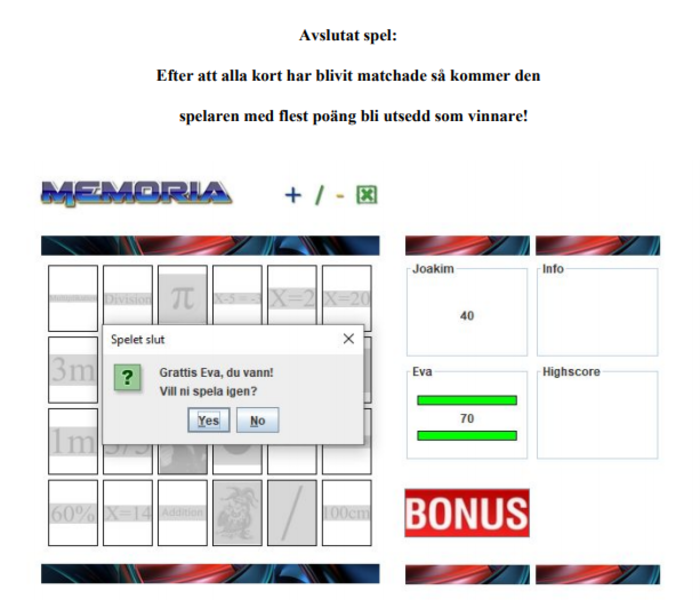 Avslutat spel:
Efter att alla kort har blivit matchade så kommer den
spelaren med flest poäng bli utsedd som vinnare!
MEMORIA + / -
Joakim
40
Info
Division π X-5 = -3 X=2 X=20
Spelet slut
Grattis Eva, du vann!
Vill ni spela igen?
Yes No
3m
Eva
70
Highscore
1m
60% X=14 Addition / 100cm
BONUS